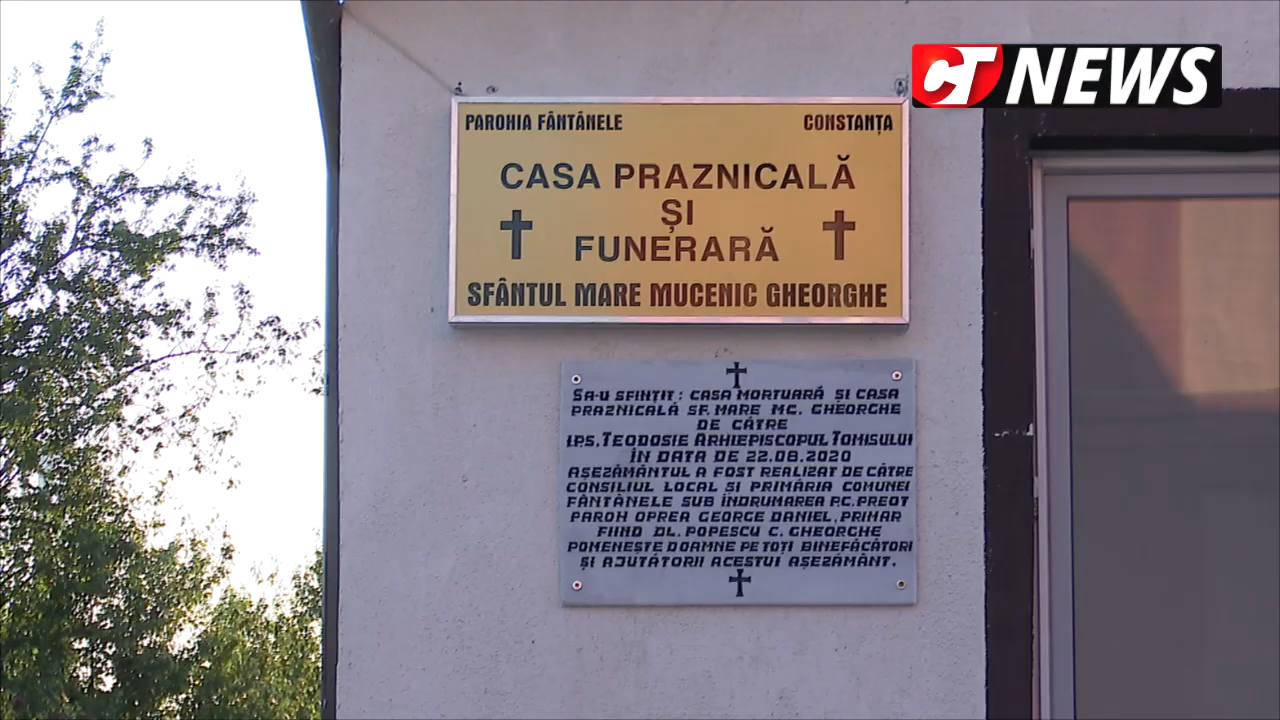 CT NEWS
PAROHIA FÂNTÂNELE CONSTANȚA
CASA PRAZNICALĂ
ȘI
FUNERARĂ
SFÂNTUL MARE MUCENIC GHEORGHE
SA-U SFINȚIT: CASA MORTUARĂ ȘI CASA
PRAZNICALĂ SF. MARE MC. GHEORGHE
DE CĂTRE
I.P.S. TEODOSIE ARHIEPISCOPUL TOMISULUI
ÎN DATA DE 22.08.2020
AȘEZĂMÂNTUL A FOST REALIZAT DE CĂTRE
CONSILIUL LOCAL ȘI PRIMĂRIA COMUNEI
FÂNTÂNELE SUB ÎNDRUMAREA P.C. PREOT
PAROH OPREA GEORGE DANIEL, PRIMAR
FIIND DL. POPESCU C. GHEORGHE
POMENEȘTE DOAMNE PE TOȚI BINEFĂCĂTORI
ȘI AJUTĂTORII ACESTUI AȘEZĂMÂNT.